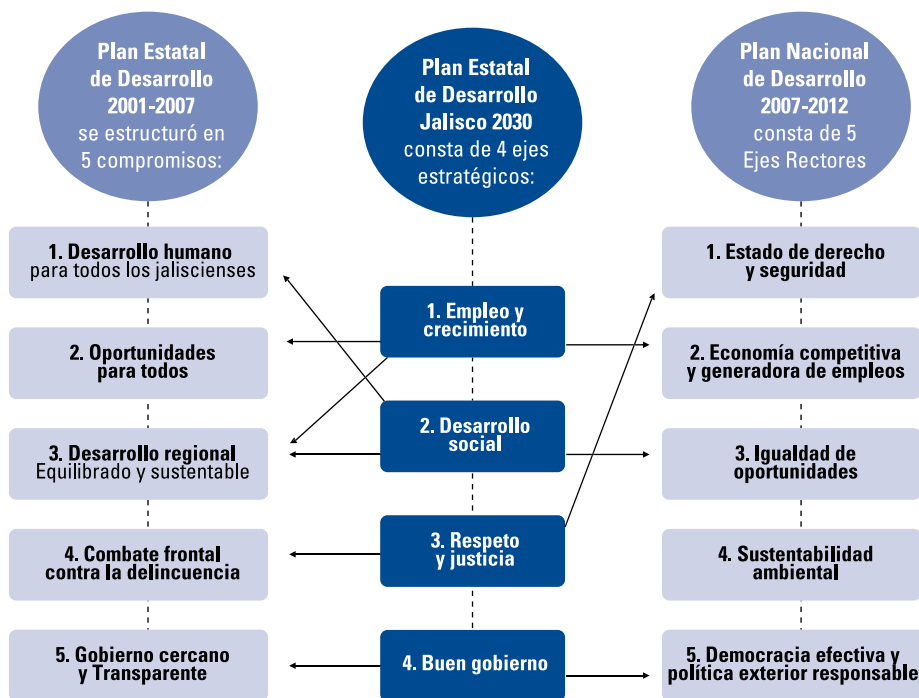 Plan Estatal
de Desarrollo
2001-2007
se estructuró en
5 compromisos:
1. Desarrollo humano
para todos los jaliscienses
2. Oportunidades
para todos
3. Desarrollo regional
Equilibrado y sustentable
4. Combate frontal
contra la delincuencia
5. Gobierno cercano
y Transparente
Plan Estatal
de Desarrollo
Jalisco 2030
consta de 4 ejes
estratégicos:
1. Empleo y
crecimiento
2. Desarrollo
social
3. Respeto
y justicia
4. Buen gobierno
Plan Nacional
de Desarrollo
2007-2012
consta de 5
Ejes Rectores
1. Estado de derecho
y seguridad
2. Economía competitiva
y generadora de empleos
3. Igualdad de
oportunidades
4. Sustentabilidad
ambiental
5. Democracia efectiva y
política exterior responsable